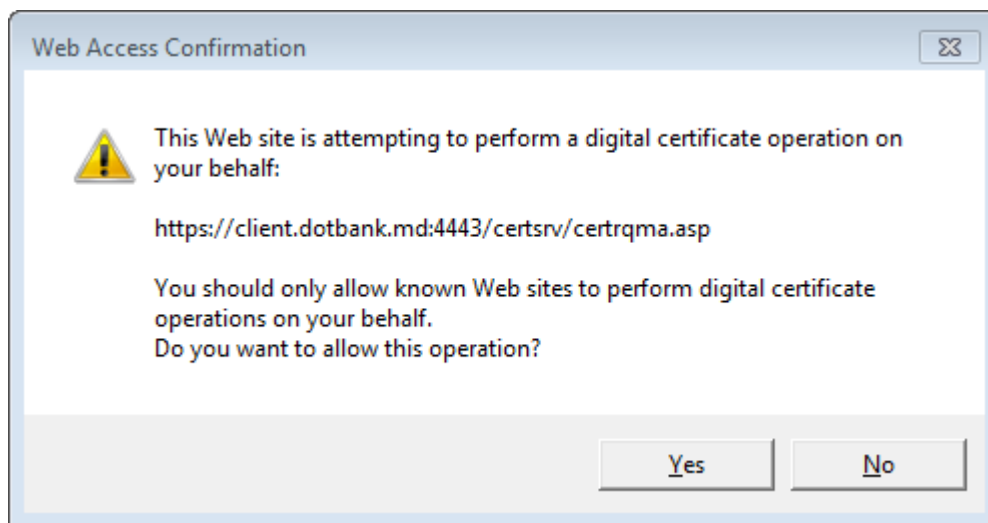 Web Access Confirmation
This Web site is attempting to perform a digital certificate operation on
your behalf:
https://client.dotbank.md:4443/certsrv/certrqma.asp
You should only allow known Web sites to perform digital certificate
operations on your behalf.
Do you want to allow this operation?
Yes
No